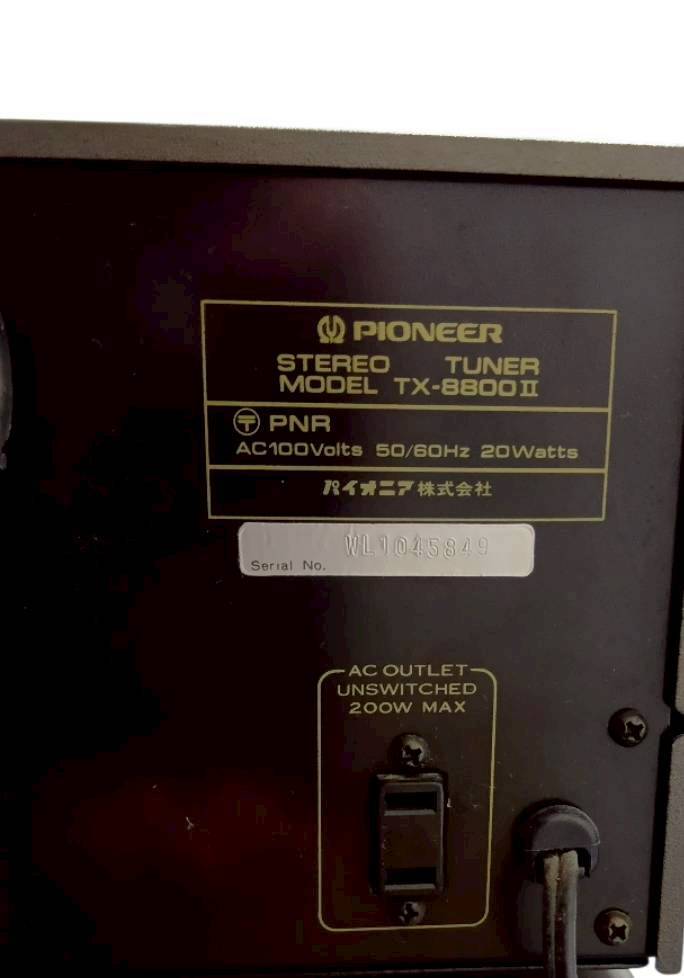 PIONEER
STEREO TUNER
MODEL TX-8800II
〒 PNR
AC100Volts 50/60Hz 20Watts
パイオニア株式会社
WL1045849
Serial No.
AC OUTLET
UNSWITCHED
200W MAX